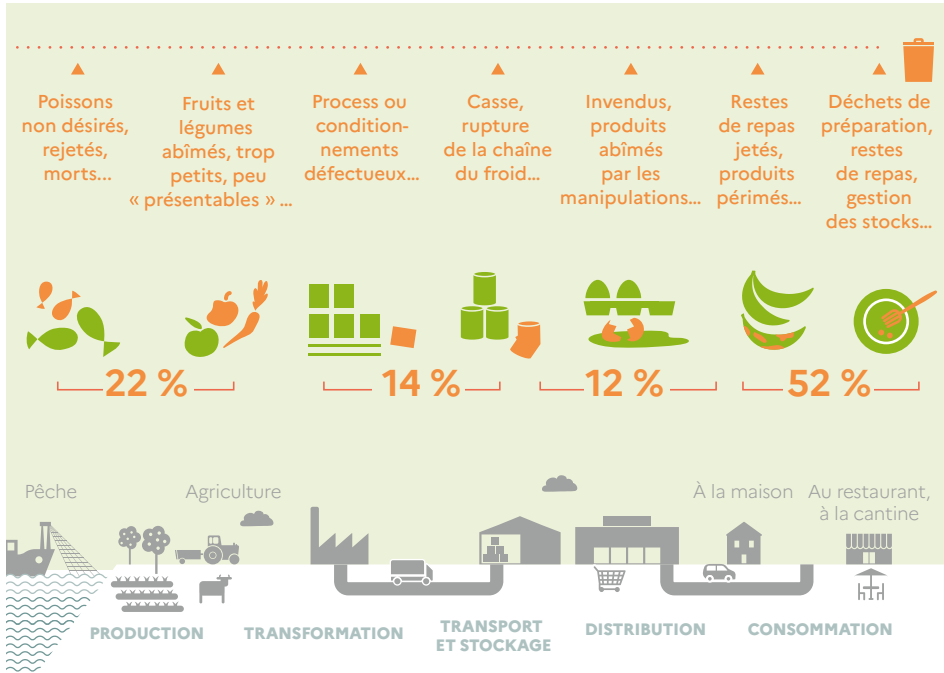 Poissons
non désirés,
rejetés,
morts...
Fruits et
légumes
abîmés, trop
petits, peu
« présentables » ...
Process ou
condition-
nements
défectueux...
Casse,
rupture
de la chaîne
du froid...
Invendus,
produits
abîmés
par les
manipulations...
Restes
de repas
jetés,
produits
périmés...
Déchets de
préparation,
restes
de repas,
gestion
des stocks...
22 %
14 %
12 %
52 %
Pêche
Agriculture
À la maison
Au restaurant,
à la cantine
PRODUCTION
TRANSFORMATION
TRANSPORT
ET STOCKAGE
DISTRIBUTION
CONSOMMATION